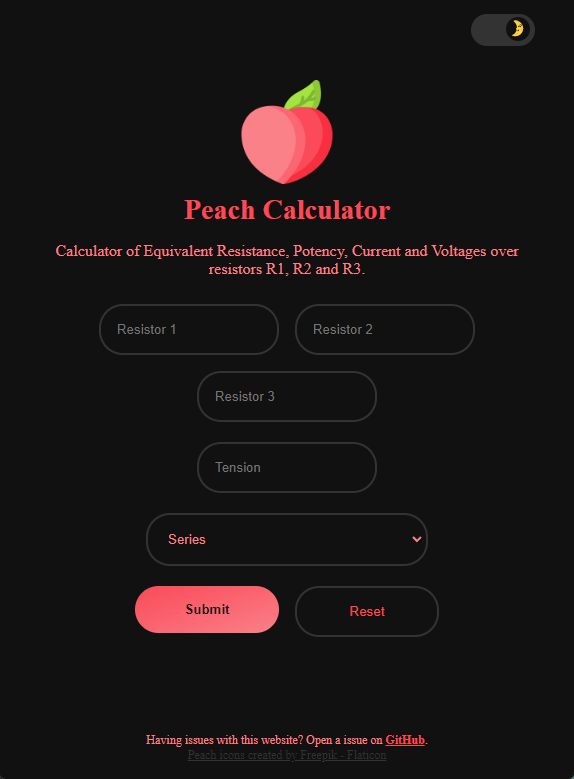 Peach Calculator
Calculator of Equivalent Resistance, Potency, Current and Voltages over
resistors R1, R2 and R3.
Resistor 1 Resistor 2
Resistor 3
Tension
Series
Submit Reset
Having issues with this website? Open a issue on GitHub.
Peach icons created by Freepik - Flaticon